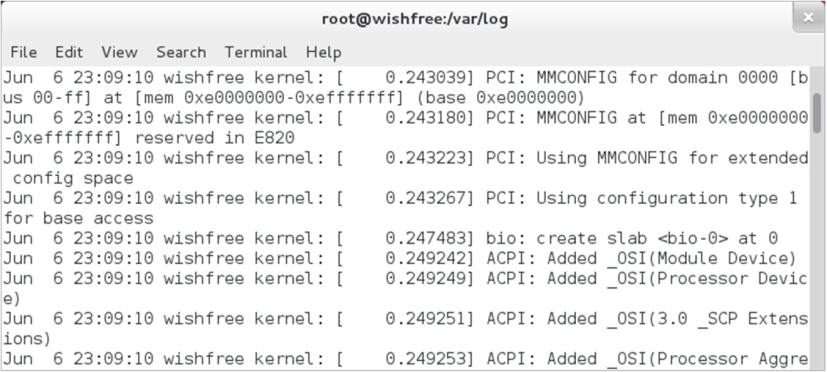 root@wishfree:/var/log
File Edit View Search Terminal Help
Jun  6 23:09:10 wishfree kernel: [    0.243039] PCI: MMCONFIG for domain 0000 [b
us 00-ff] at [mem 0xe0000000-0xefffffff] (base 0xe0000000)
Jun  6 23:09:10 wishfree kernel: [    0.243180] PCI: MMCONFIG at [mem 0xe0000000
-0xefffffff] reserved in E820
Jun  6 23:09:10 wishfree kernel: [    0.243223] PCI: Using MMCONFIG for extended
 config space
Jun  6 23:09:10 wishfree kernel: [    0.243267] PCI: Using configuration type 1
for base access
Jun  6 23:09:10 wishfree kernel: [    0.247483] bio: create slab <bio-0> at 0
Jun  6 23:09:10 wishfree kernel: [    0.249242] ACPI: Added _OSI(Module Device)
Jun  6 23:09:10 wishfree kernel: [    0.249249] ACPI: Added _OSI(Processor Devic
e)
Jun  6 23:09:10 wishfree kernel: [    0.249251] ACPI: Added _OSI(3.0 _SCP Extens
ions)
Jun  6 23:09:10 wishfree kernel: [    0.249253] ACPI: Added _OSI(Processor Aggre